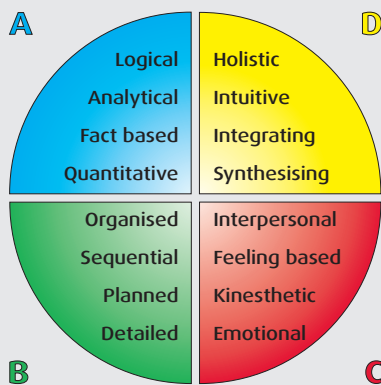 A
Logical
Analytical
Fact based
Quantitative
D
Holistic
Intuitive
Integrating
Synthesising
Organised
Sequential
Planned
Detailed
B
Interpersonal
Feeling based
Kinesthetic
Emotional
C